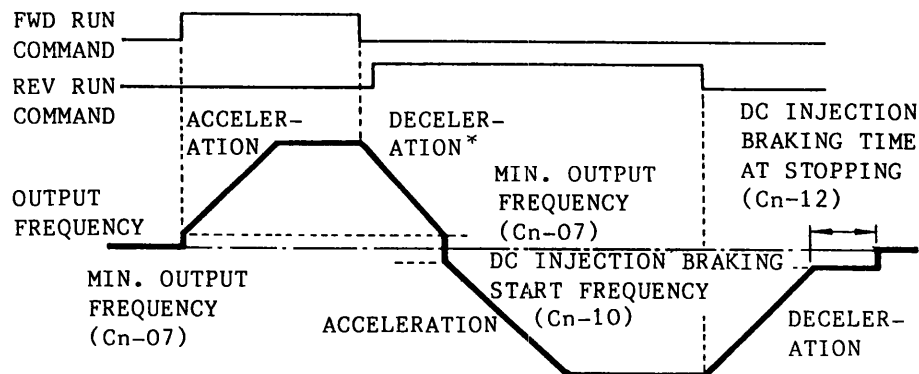 FWD RUN
COMMAND
REV RUN
COMMAND
ACCELER-
ATION
DECELER-
ATION*
DC INJECTION
BRAKING TIME
AT STOPPING
(Cn-12)
MIN. OUTPUT
FREQUENCY
(Cn-07)
OUTPUT
FREQUENCY
MIN. OUTPUT
FREQUENCY
(Cn-07)
DC INJECTION BRAKING
START FREQUENCY
(Cn-10)
ACCELERATION
DECELER-
ATION